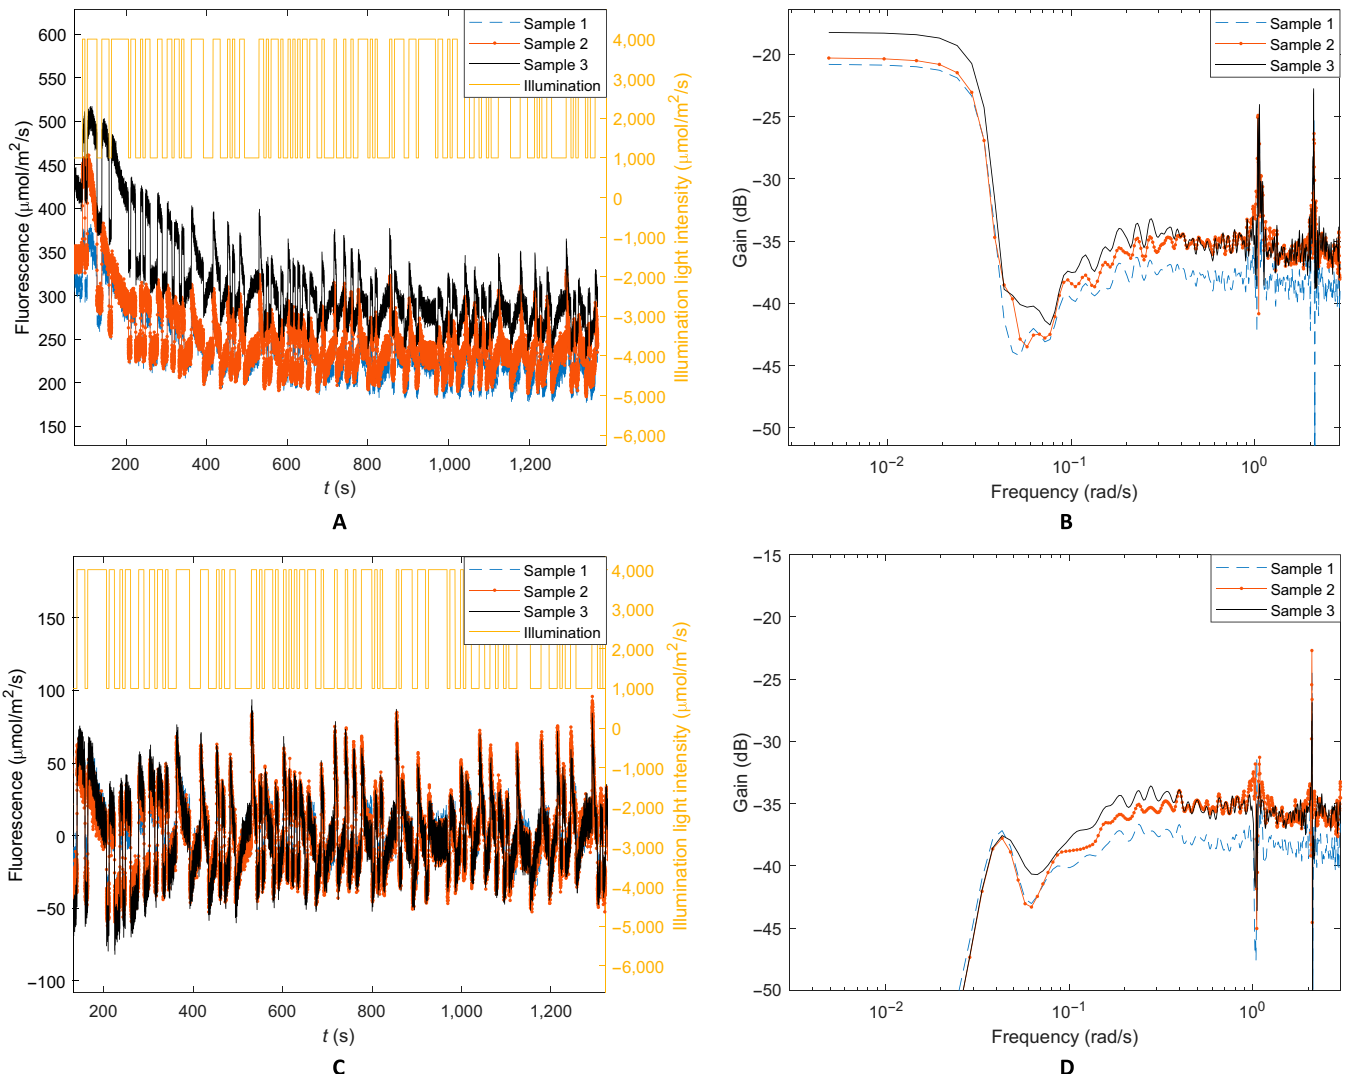 600
550
500
450
400
350
300
250
200
150
Fluorescence (μmol/m²/s)
200
400
600
800
1,000
1,200
t (s)
4,000
3,000
2,000
1,000
0
−1,000
−2,000
−3,000
−4,000
−5,000
−6,000
Illumination light intensity (μmol/m²/s)
Sample 1
Sample 2
Sample 3
Illumination
A
−20
−25
−30
−35
−40
−45
−50
Gain (dB)
10⁻²
10⁻¹
10⁰
Frequency (rad/s)
Sample 1
Sample 2
Sample 3
B
150
100
50
0
−50
−100
Fluorescence (μmol/m²/s)
200
400
600
800
1,000
1,200
t (s)
4,000
3,000
2,000
1,000
0
−1,000
−2,000
−3,000
−4,000
−5,000
−6,000
Illumination light intensity (μmol/m²/s)
Sample 1
Sample 2
Sample 3
Illumination
C
−15
−20
−25
−30
−35
−40
−45
−50
Gain (dB)
10⁻²
10⁻¹
10⁰
Frequency (rad/s)
Sample 1
Sample 2
Sample 3
D